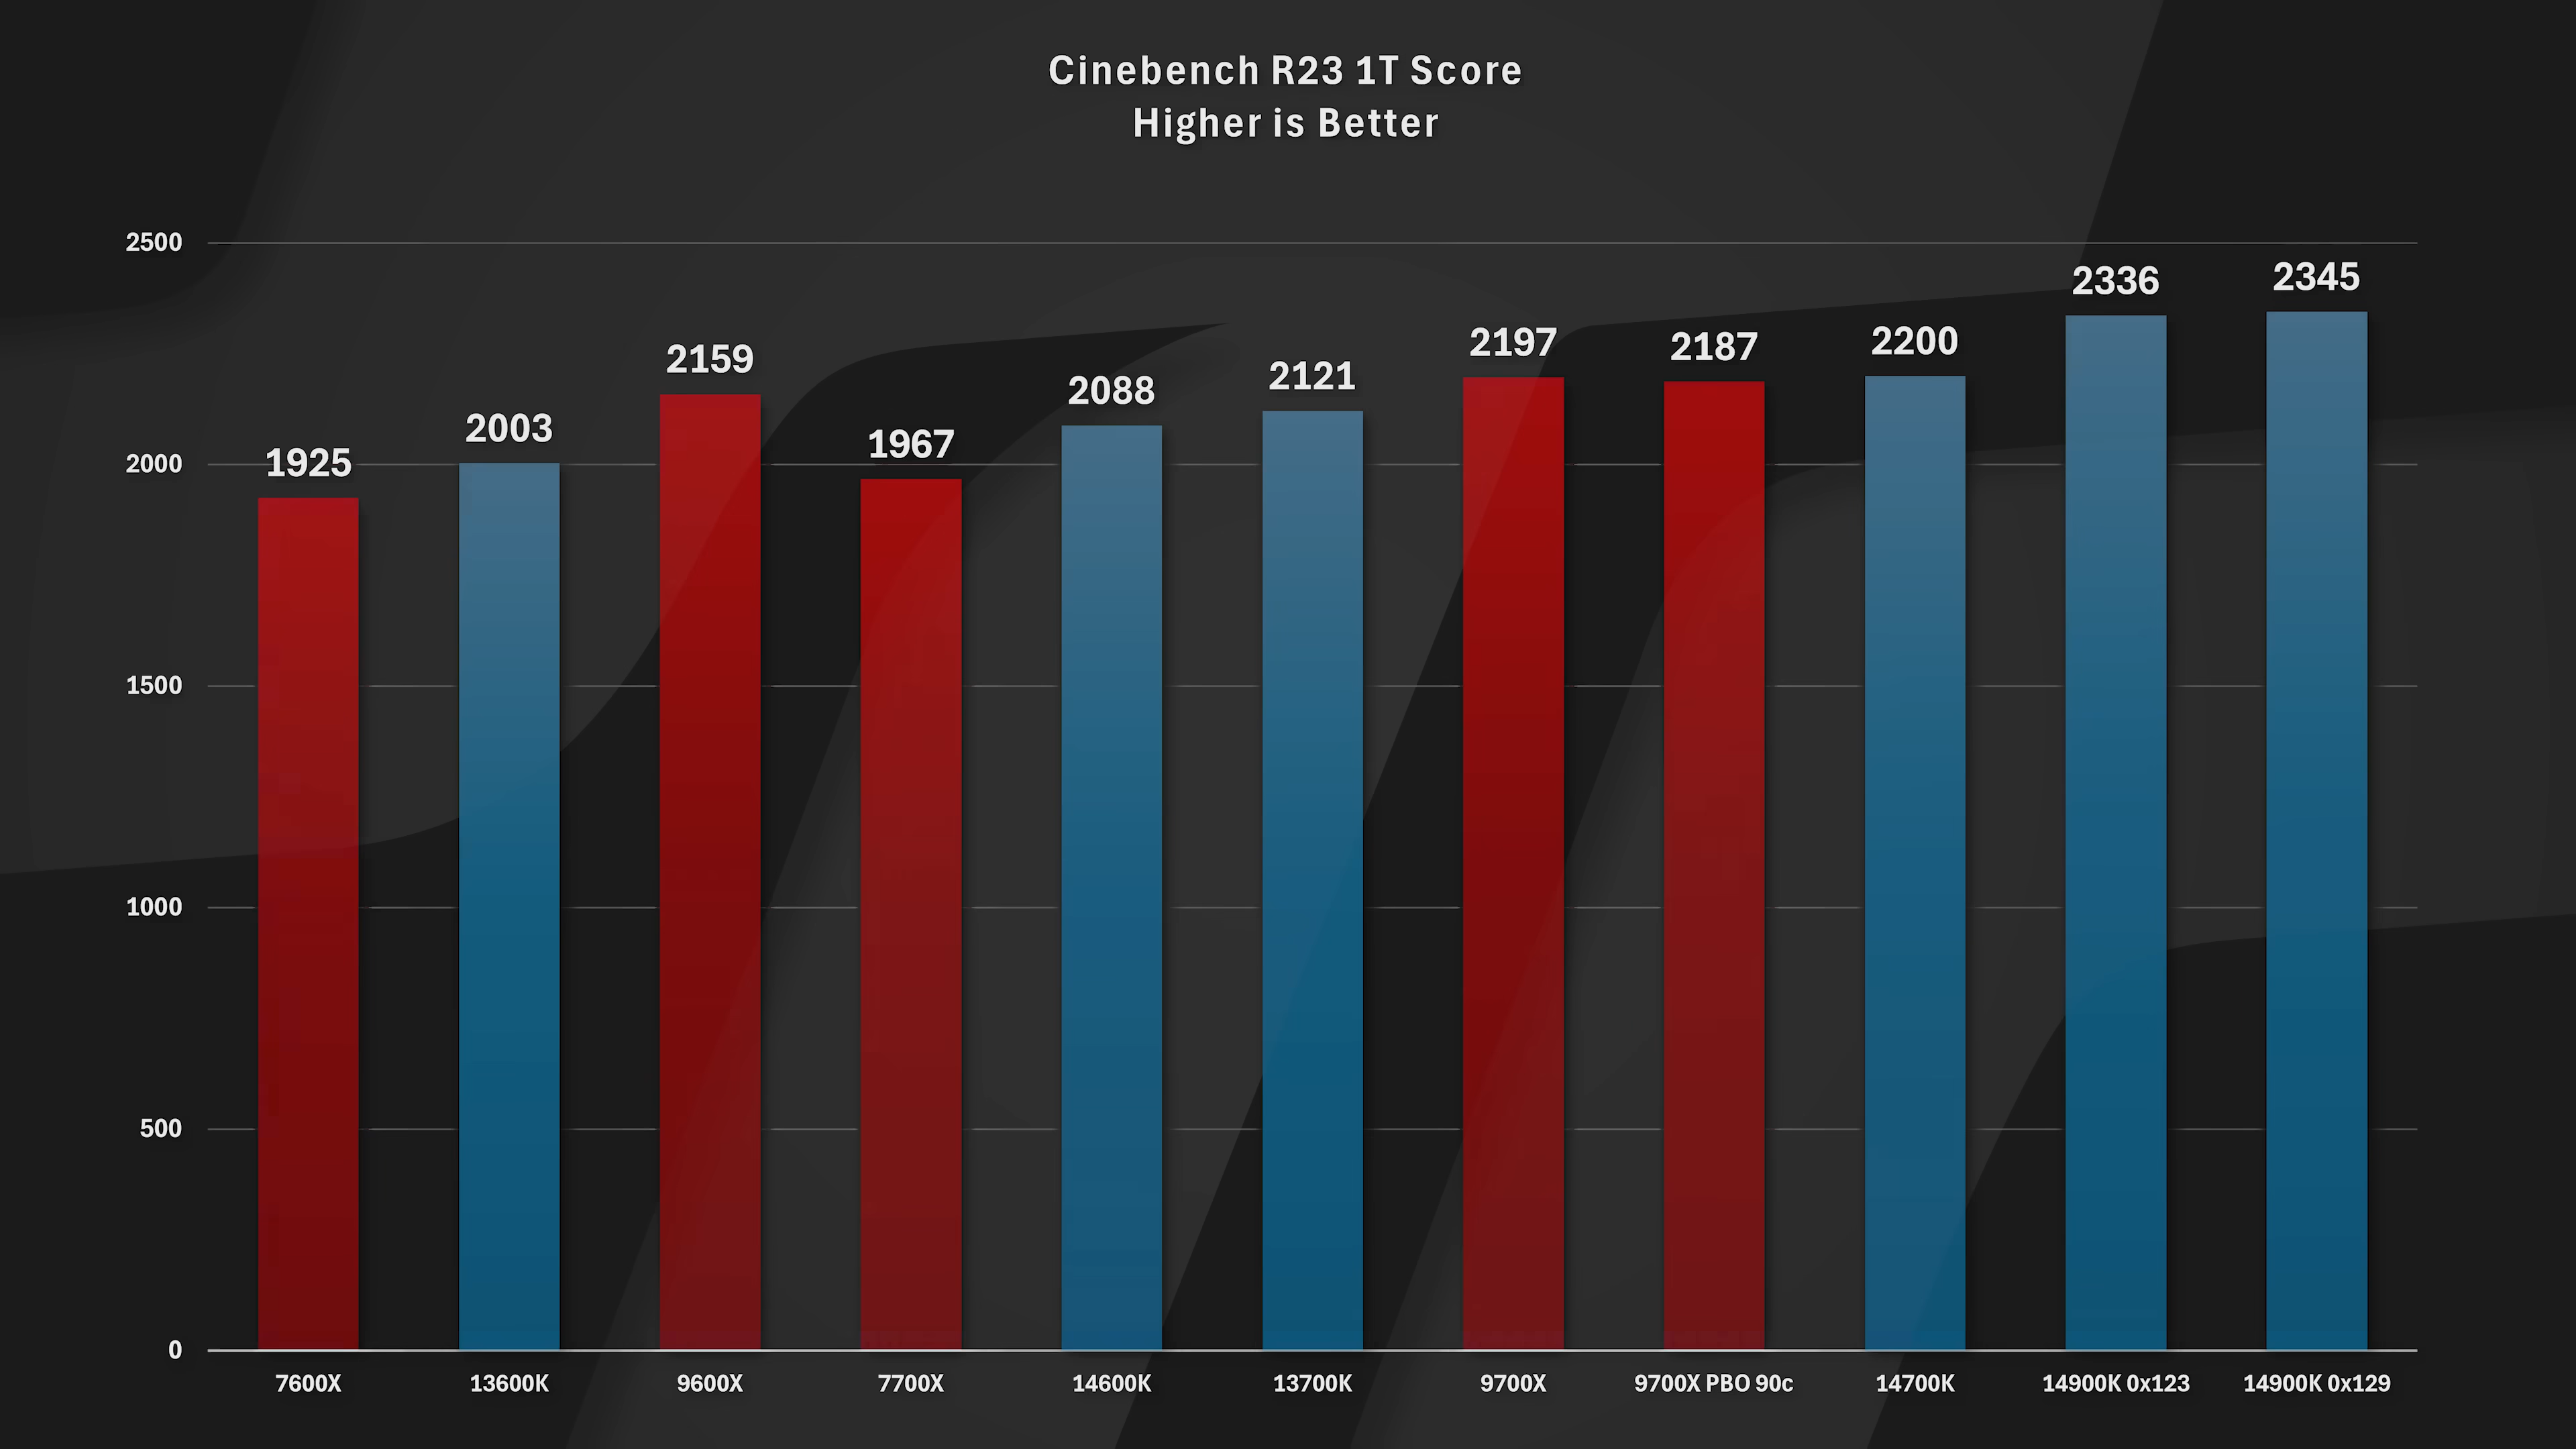 Cinebench R23 1T Score
Higher is Better
2500
2000
1500
1000
500
0
1925
2003
2159
1967
2088
2121
2197
2187
2200
2336
2345
7600X
13600K
9600X
7700X
14600K
13700K
9700X
9700X PBO 90c
14700K
14900K 0x123
14900K 0x129